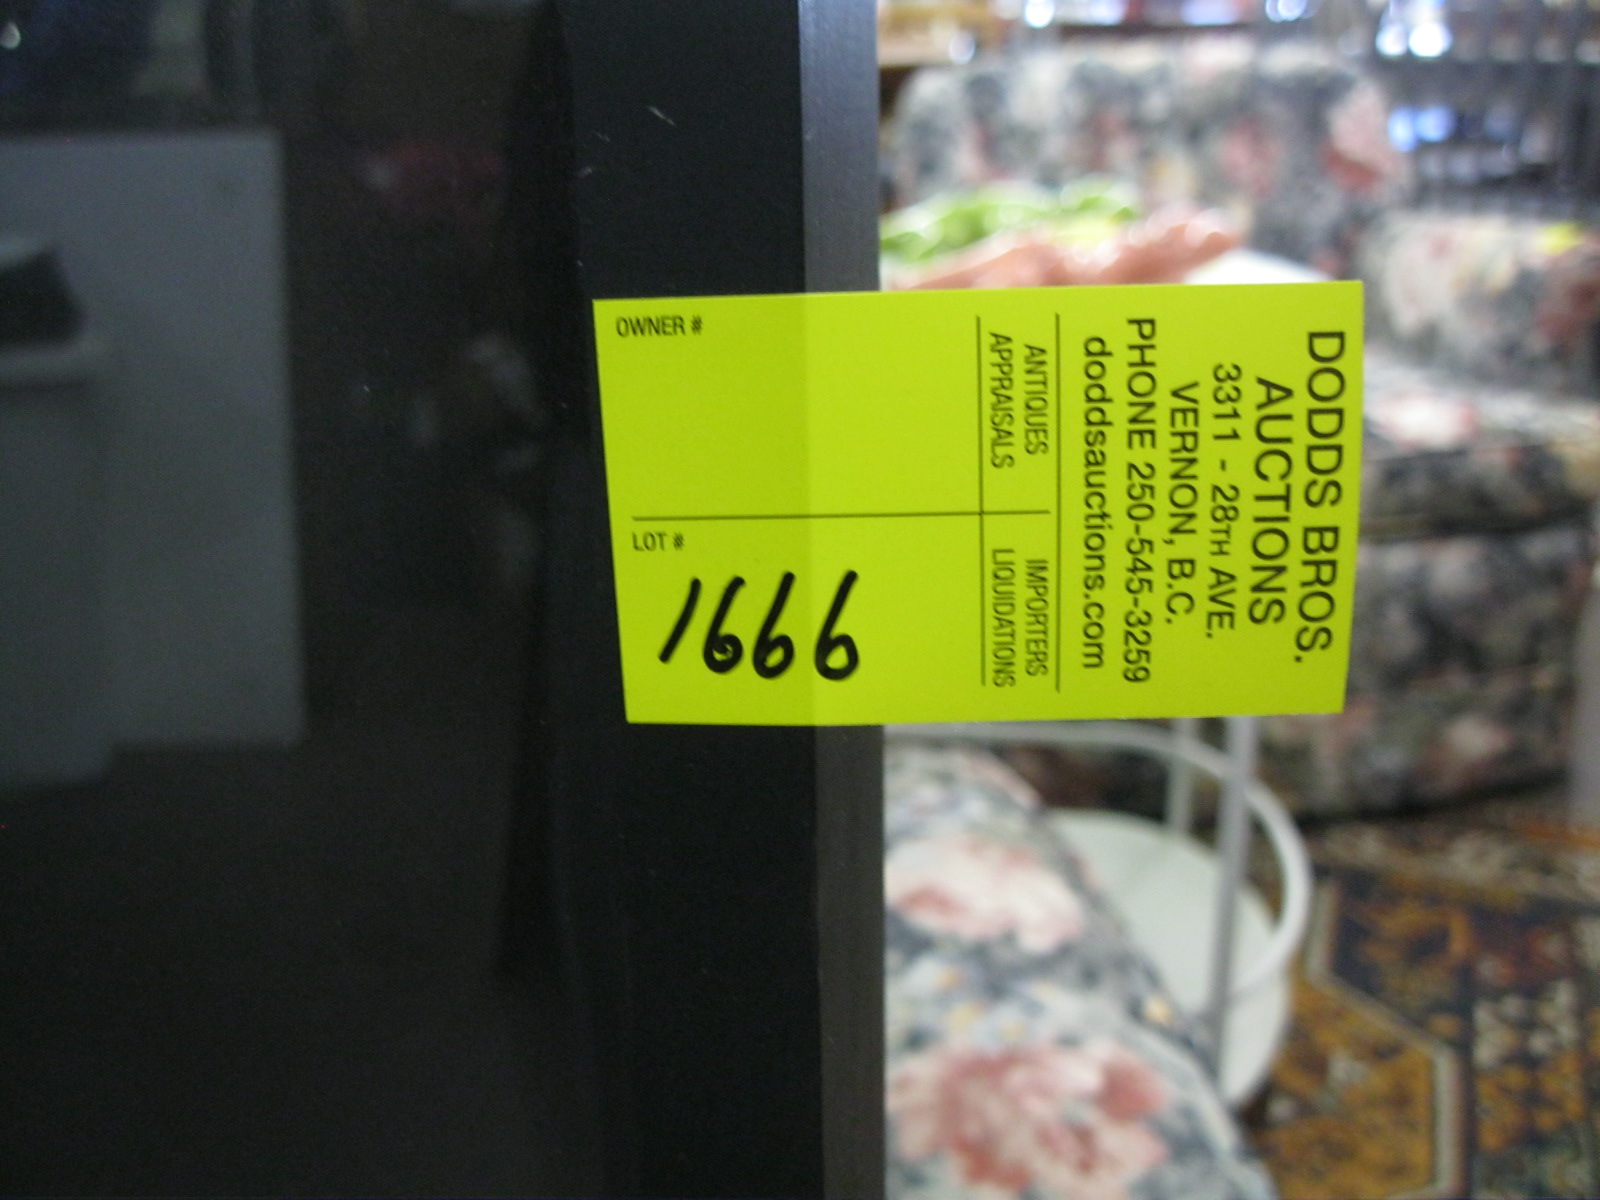 DODDS BROS.
AUCTIONS
3311 - 28TH AVE.
VERNON, B.C.
PHONE 250-545-3259
doddsauctions.com
ANTIQUES IMPORTERS
APPRAISALS LIQUIDATIONS
OWNER #
LOT #
1666